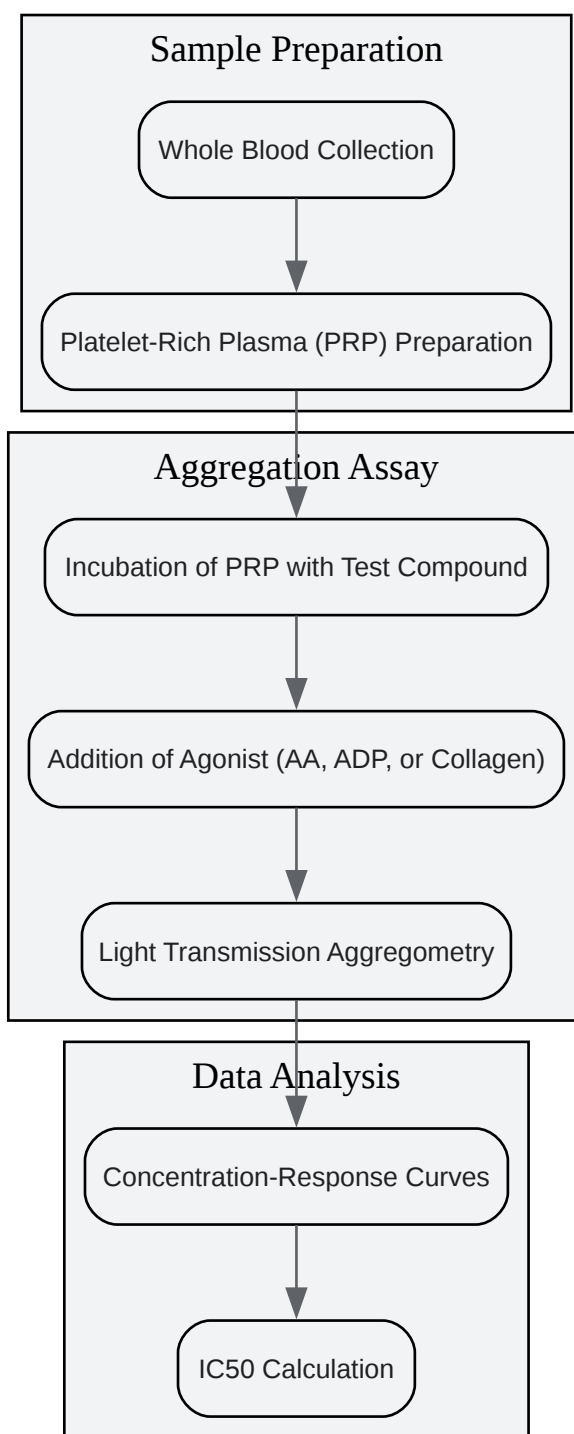 Sample Preparation
Whole Blood Collection
Platelet-Rich Plasma (PRP) Preparation
Aggregation Assay
Incubation of PRP with Test Compound
Addition of Agonist (AA, ADP, or Collagen)
Light Transmission Aggregometry
Data Analysis
Concentration-Response Curves
IC50 Calculation